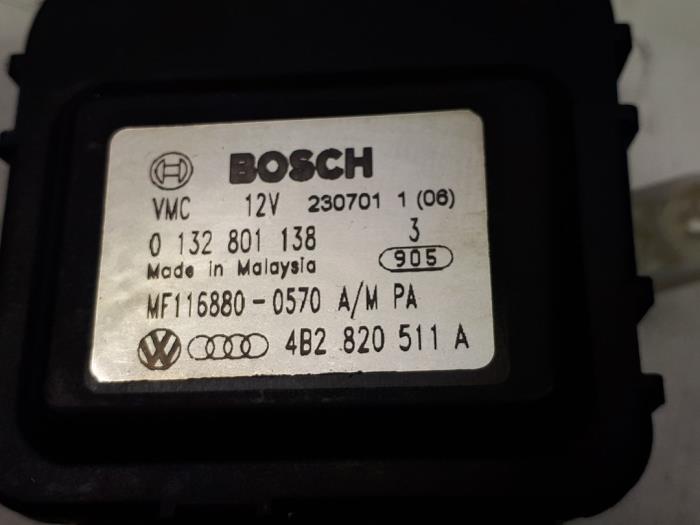 BOSCH
VMC 12V 230701 1 (06)
0 132 801 138 3
Made in Malaysia 905
MF116880-0570 A/M PA
4B2 820 511 A